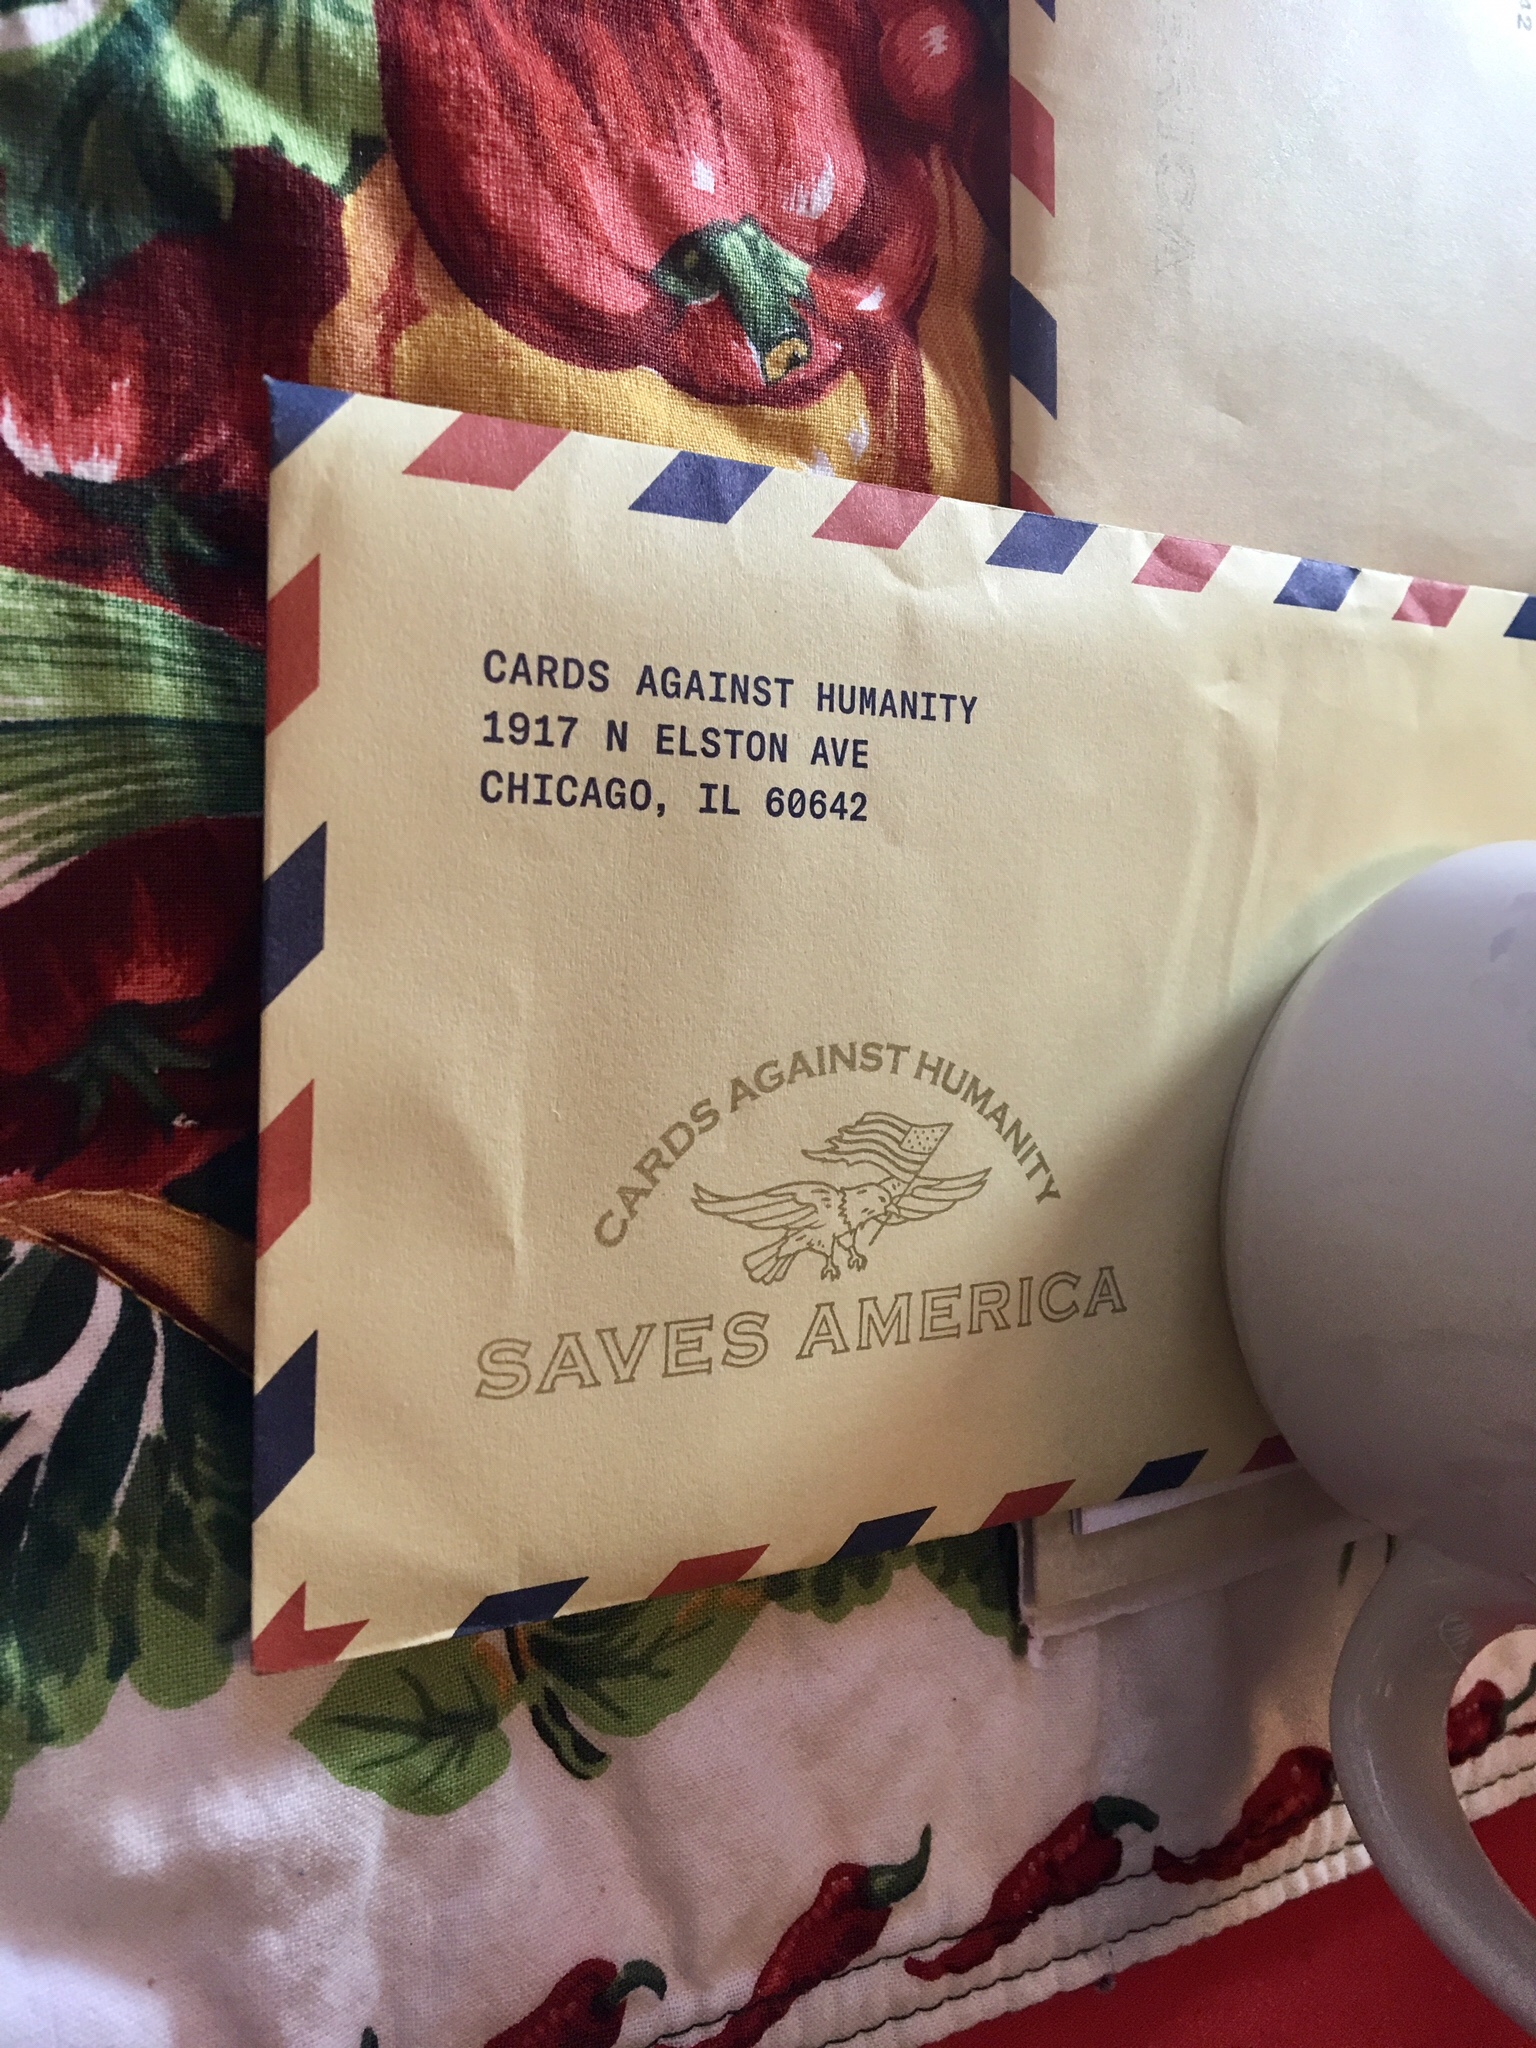 CARDS AGAINST HUMANITY
1917 N ELSTON AVE
CHICAGO, IL 60642
CARDS AGAINST HUMANITY
SAVES AMERICA